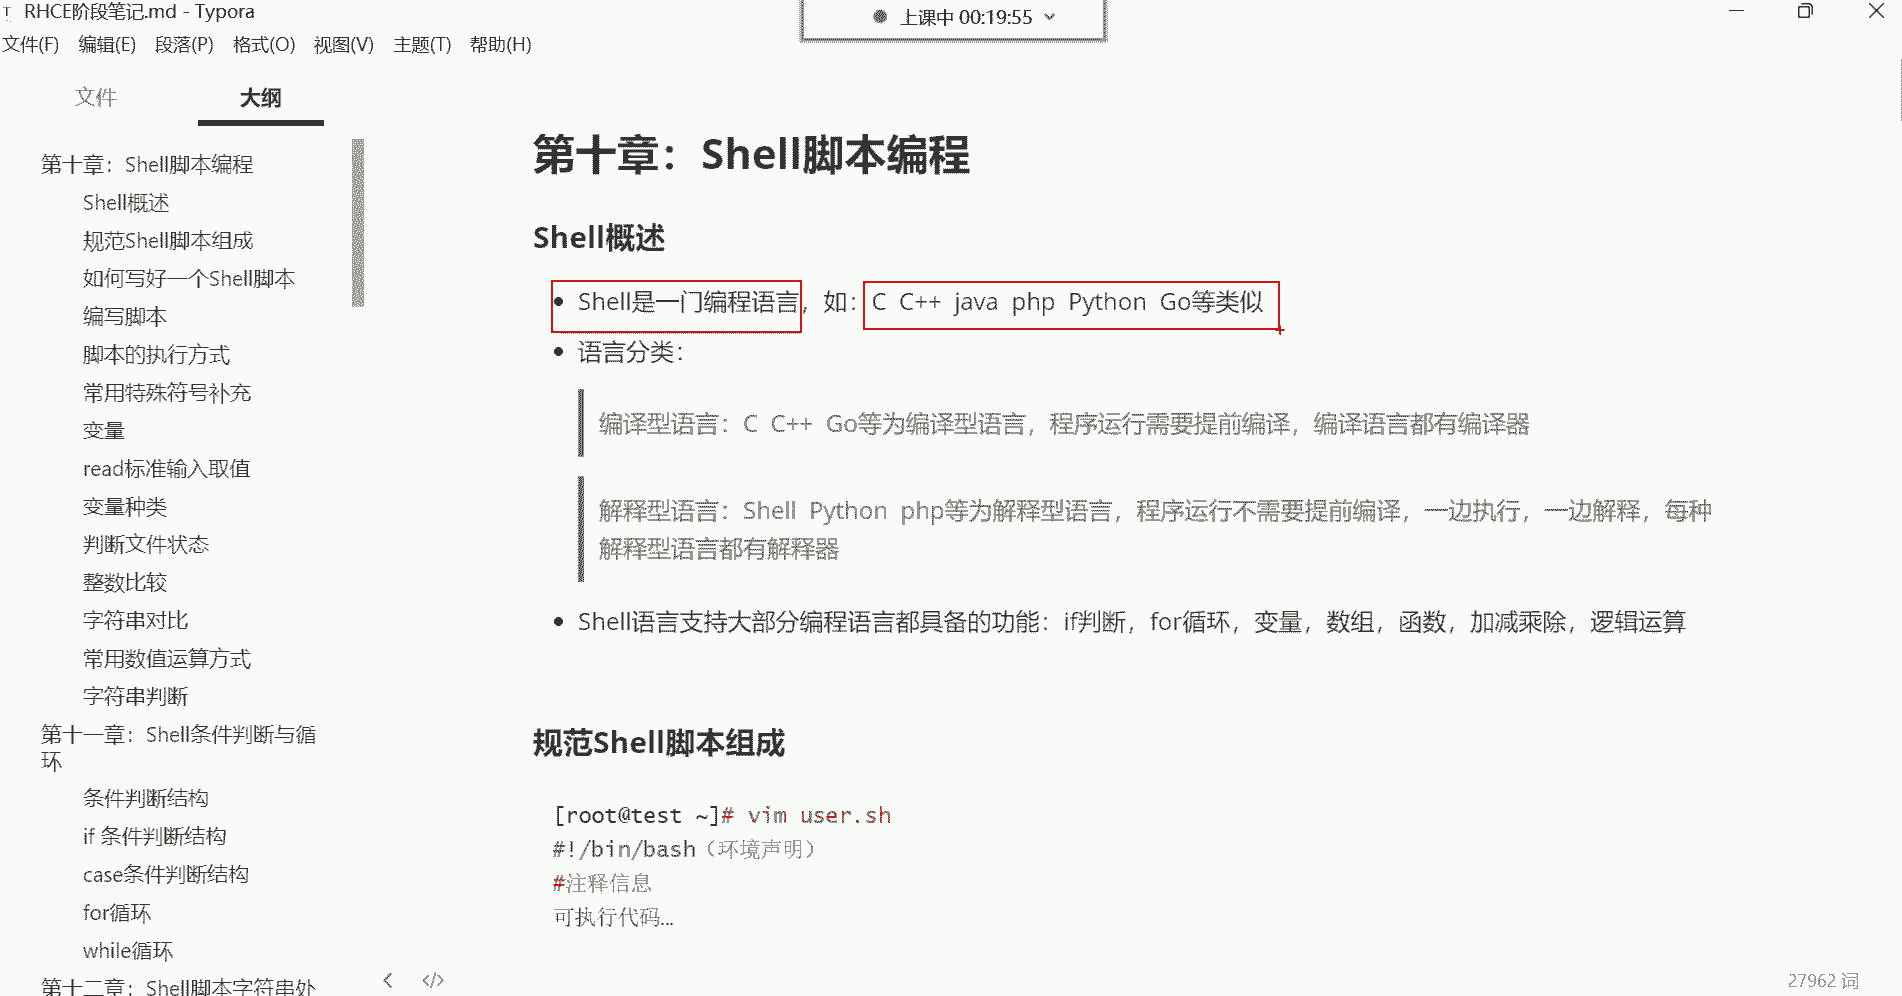 RHCE阶段笔记.md - Typora
上课中 00:19:55
文件(F) 编辑(E) 段落(P) 格式(O) 视图(V) 主题(T) 帮助(H)
文件 大纲
第十章：Shell脚本编程
Shell概述
规范Shell脚本组成
如何写好一个Shell脚本
编写脚本
脚本的执行方式
常用特殊符号补充
变量
read标准输入取值
变量种类
判断文件状态
整数比较
字符串对比
常用数值运算方式
字符串判断
第十一章：Shell条件判断与循
环
条件判断结构
if 条件判断结构
case条件判断结构
for循环
while循环
第十二章：Shell脚本字符串处
第十章：Shell脚本编程
Shell概述
• Shell是一门编程语言，如：C C++ java php Python Go等类似
• 语言分类：
编译型语言：C C++ Go等为编译型语言，程序运行需要提前编译，编译语言都有编译器
解释型语言：Shell Python php等为解释型语言，程序运行不需要提前编译，一边执行，一边解释，每种
解释型语言都有解释器
• Shell语言支持大部分编程语言都具备的功能：if判断，for循环，变量，数组，函数，加减乘除，逻辑运算
规范Shell脚本组成
[root@test ~]# vim user.sh
#!/bin/bash（环境声明）
#注释信息
可执行代码...
27962 词